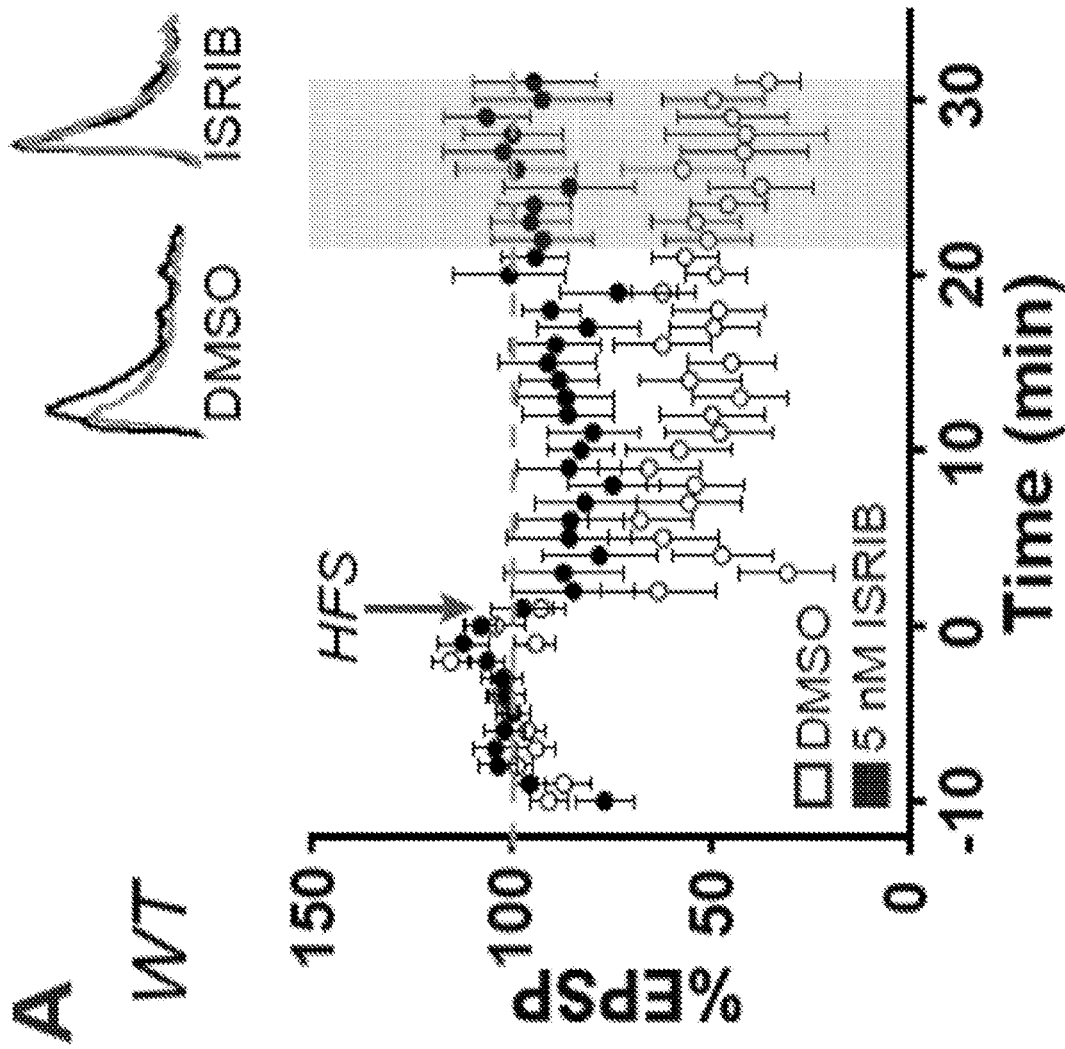 A
WT
DMSO
ISRIB
HFS
150
100
50
0
%EPSP
DMSO
5 nM ISRIB
-10
0
10
20
30
Time (min)